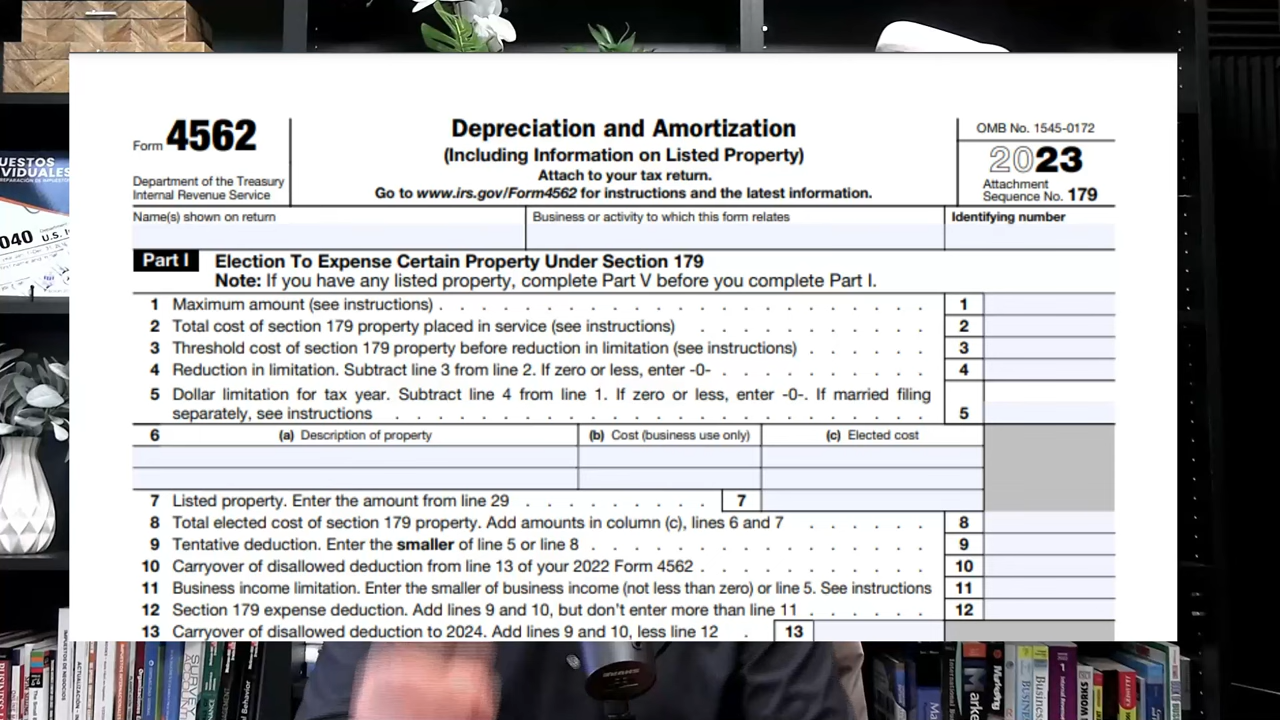 Form 4562
Department of the Treasury
Internal Revenue Service
Depreciation and Amortization
(Including Information on Listed Property)
Attach to your tax return.
Go to www.irs.gov/Form4562 for instructions and the latest information.
OMB No. 1545-0172
2023
Attachment
Sequence No. 179
Name(s) shown on return
Business or activity to which this form relates
Identifying number
Part I Election To Expense Certain Property Under Section 179
Note: If you have any listed property, complete Part V before you complete Part I.
1 Maximum amount (see instructions) . . . . . . . . . . . . . . . . . . . . . . . 1
2 Total cost of section 179 property placed in service (see instructions) . . . . . . . . . . . 2
3 Threshold cost of section 179 property before reduction in limitation (see instructions) . . . . . . 3
4 Reduction in limitation. Subtract line 3 from line 2. If zero or less, enter -0- . . . . . . . . . . 4
5 Dollar limitation for tax year. Subtract line 4 from line 1. If zero or less, enter -0-. If married filing
separately, see instructions . . . . . . . . . . . . . . . . . . . . . . . . . 5
6 (a) Description of property (b) Cost (business use only) (c) Elected cost
7 Listed property. Enter the amount from line 29 . . . . . . . . . 7
8 Total elected cost of section 179 property. Add amounts in column (c), lines 6 and 7 . . . . . . 8
9 Tentative deduction. Enter the smaller of line 5 or line 8 . . . . . . . . . . . . . . . 9
10 Carryover of disallowed deduction from line 13 of your 2022 Form 4562 . . . . . . . . . . . 10
11 Business income limitation. Enter the smaller of business income (not less than zero) or line 5. See instructions 11
12 Section 179 expense deduction. Add lines 9 and 10, but don't enter more than line 11 . . . . . . 12
13 Carryover of disallowed deduction to 2024. Add lines 9 and 10, less line 12 . 13
UESTOS
VIDUALES
040 U.S.
SHURE
Marketing
Business